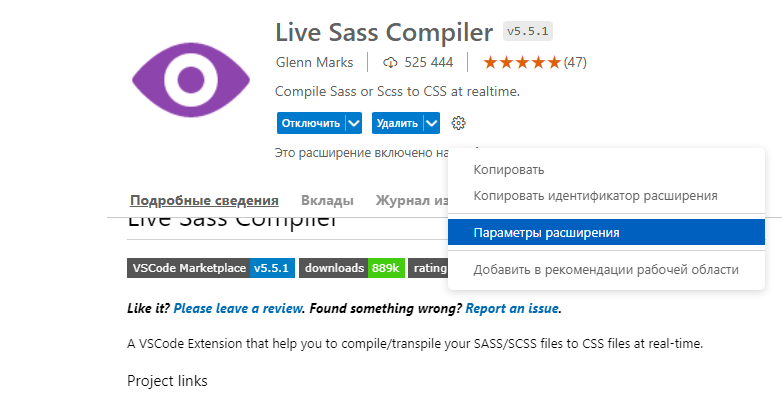 Live Sass Compiler v5.5.1
Glenn Marks 525 444 (47)
Compile Sass or Scss to CSS at realtime.
Отключить Удалить
Это расширение включено
Копировать
Копировать идентификатор расширения
Параметры расширения
Добавить в рекомендации рабочей области
Подробные сведения Вклады Журнал из
Live Sass Compiler
VSCode Marketplace v5.5.1 downloads 889k rating
Like it? Please leave a review. Found something wrong? Report an issue.
A VSCode Extension that help you to compile/transpile your SASS/SCSS files to CSS files at real-time.
Project links